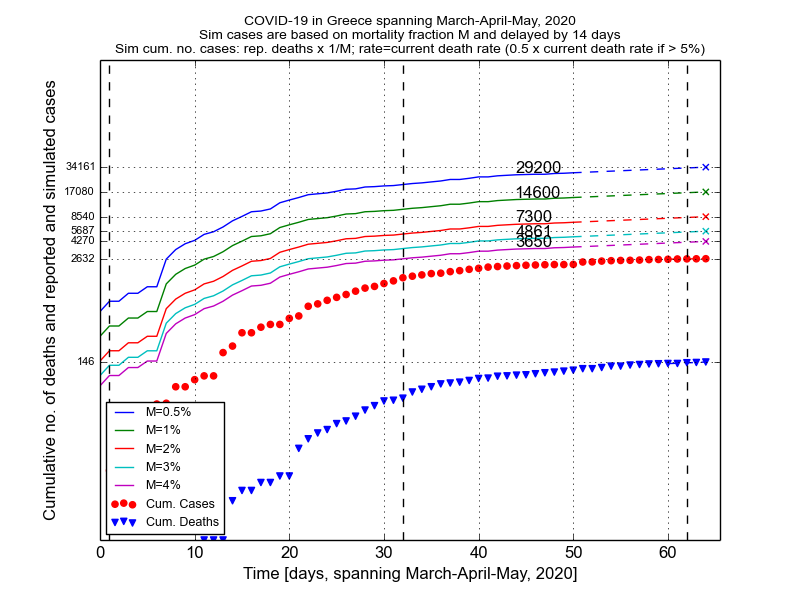 COVID-19 in Greece spanning March-April-May, 2020
Sim cases are based on mortality fraction M and delayed by 14 days
Sim cum. no. cases: rep. deaths x 1/M; rate=current death rate (0.5 x current death rate if > 5%)
Cumulative no. of deaths and reported and simulated cases
34161
17080
8540
5687
4270
2632
146
29200
14600
7300
4861
3650
M=0.5%
M=1%
M=2%
M=3%
M=4%
Cum. Cases
Cum. Deaths
0 10 20 30 40 50 60
Time [days, spanning March-April-May, 2020]